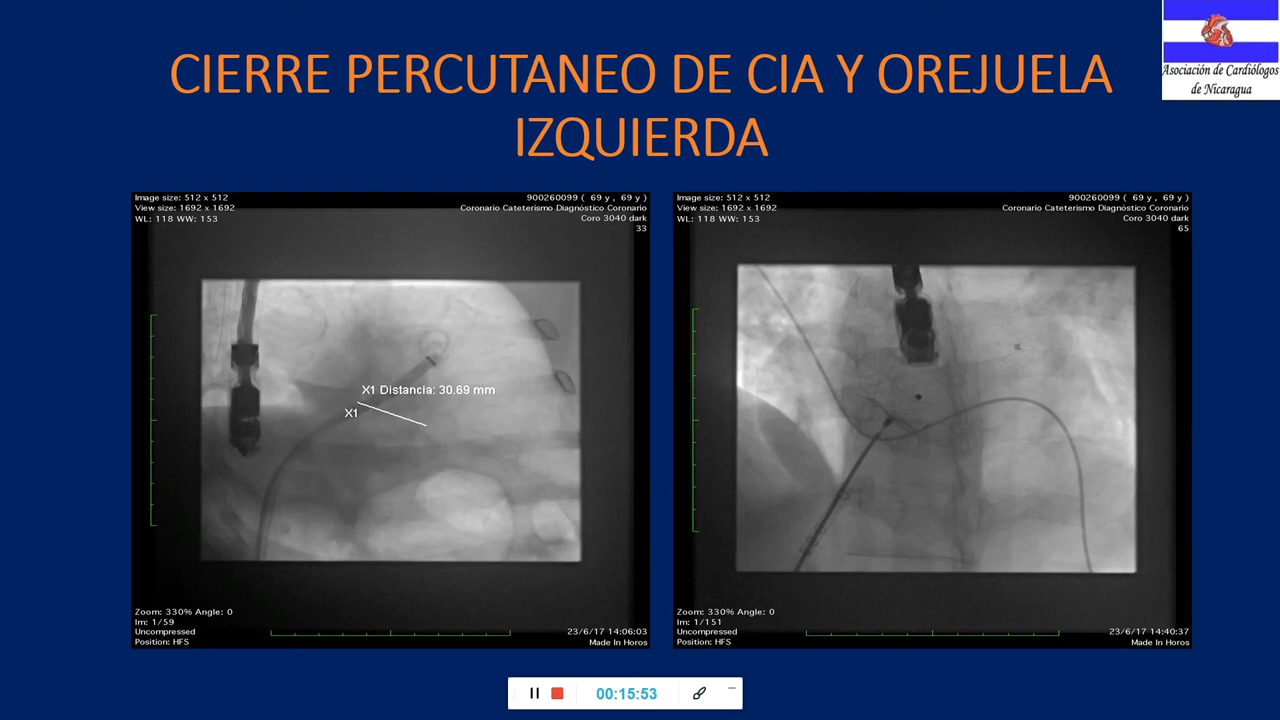 CIERRE PERCUTANEO DE CIA Y OREJUELA
IZQUIERDA
Asociación de Cardiólogos
de Nicaragua
Image size: 512 x 512
View size: 1692 x 1692
WL: 118 WW: 153
900260099 ( 69 y , 69 y )
Coronario Cateterismo Diagnóstico Coronario
Coro 3040 dark
33
X1 Distancia: 30.69 mm
X1
Zoom: 330% Angle: 0
Im: 1/59
Uncompressed
Position: HFS
23/6/17 14:06:03
Made In Horos
Image size: 512 x 512
View size: 1692 x 1692
WL: 118 WW: 153
900260099 ( 69 y , 69 y )
Coronario Cateterismo Diagnóstico Coronario
Coro 3040 dark
65
Zoom: 330% Angle: 0
Im: 1/151
Uncompressed
Position: HFS
23/6/17 14:40:37
Made In Horos
00:15:53